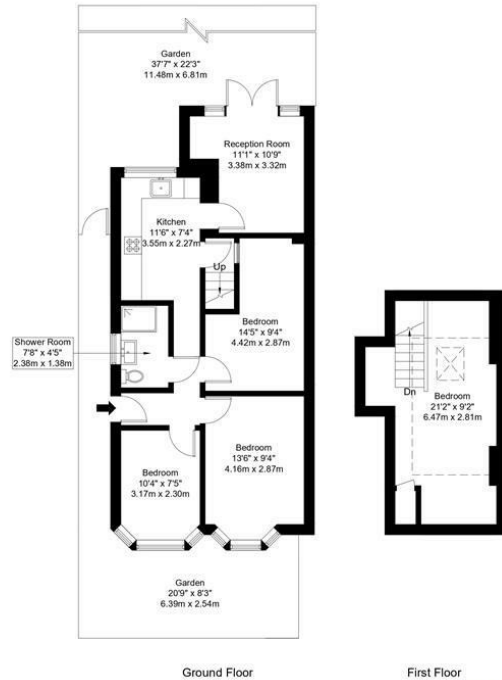 Garden
37'7" x 22'3"
11.48m x 6.81m
Reception Room
11'1" x 10'9"
3.38m x 3.32m
Kitchen
11'6" x 7'4"
3.55m x 2.27m
Up
Shower Room
7'8" x 4'5"
2.38m x 1.38m
Bedroom
14'5" x 9'4"
4.42m x 2.87m
Bedroom
13'6" x 9'4"
4.16m x 2.87m
Bedroom
10'4" x 7'5"
3.17m x 2.30m
Garden
20'9" x 8'3"
6.39m x 2.54m
Ground Floor
Dn
Bedroom
21'2" x 9'2"
6.47m x 2.81m
First Floor